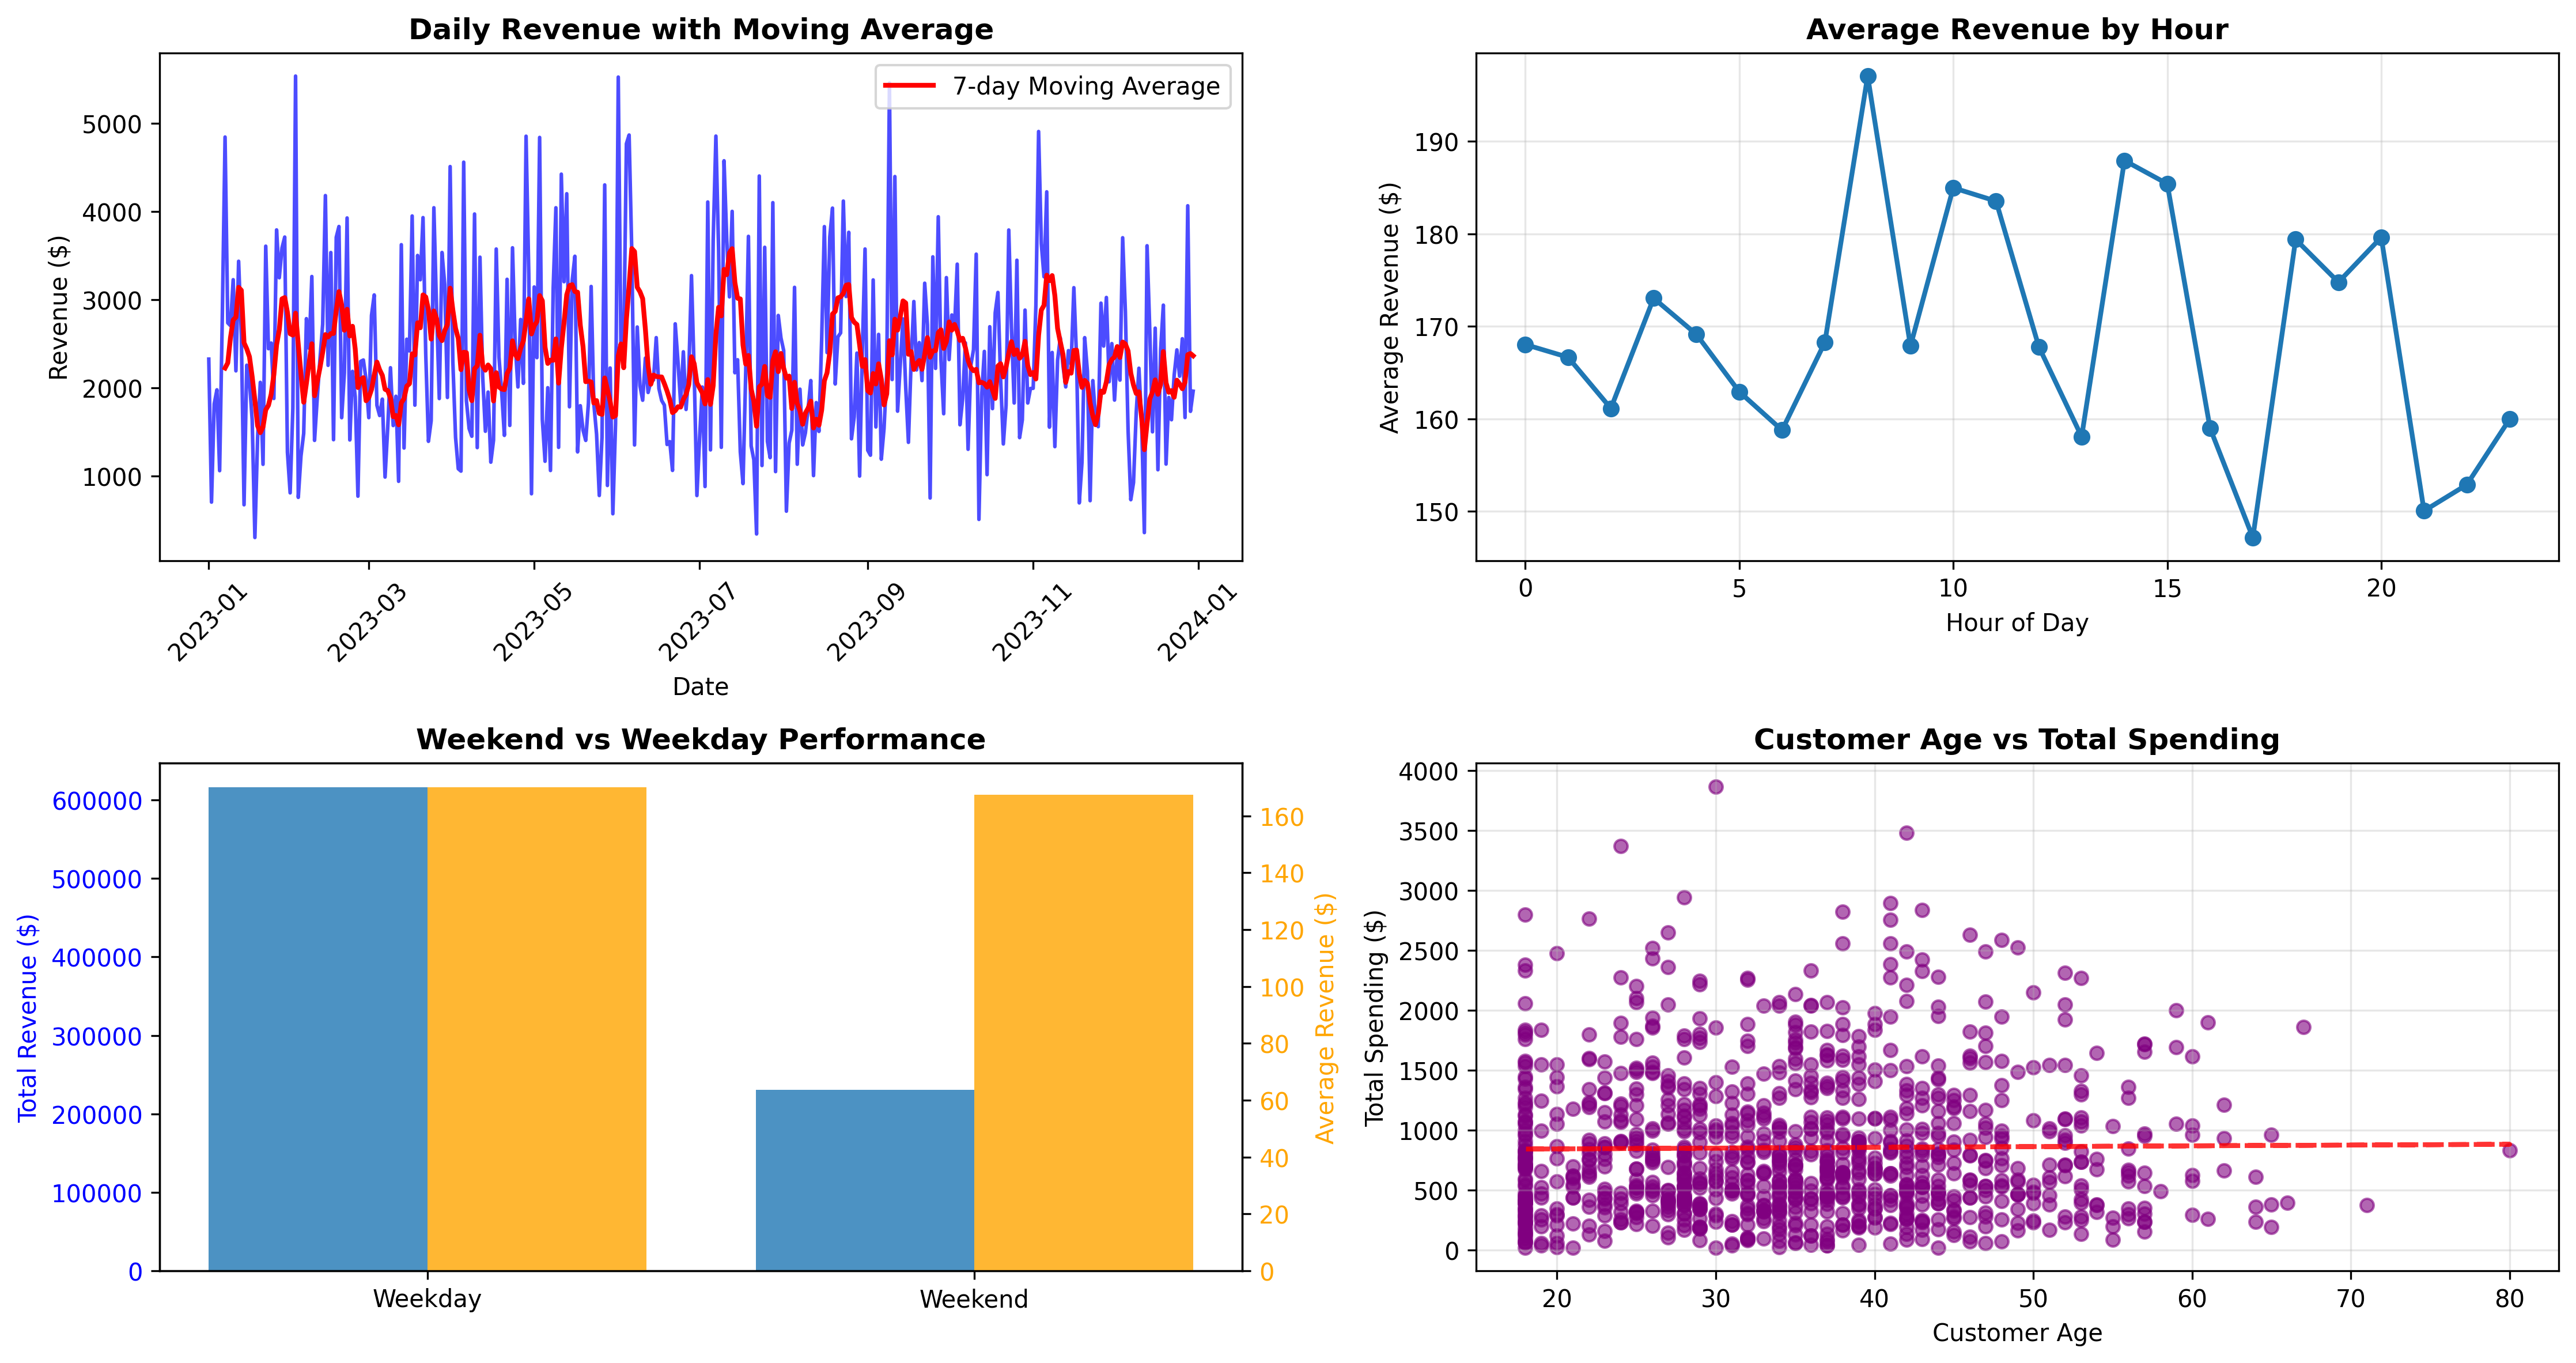 Daily Revenue with Moving Average
7-day Moving Average
5000
4000
3000
2000
1000
Revenue ($)
2023-01
2023-03
2023-05
2023-07
2023-09
2023-11
2024-01
Date
Average Revenue by Hour
190
180
170
160
150
Average Revenue ($)
0 5 10 15 20
Hour of Day
Weekend vs Weekday Performance
600000
500000
400000
300000
200000
100000
0
Total Revenue ($)
160
140
120
100
80
60
40
20
0
Average Revenue ($)
Weekday Weekend
Customer Age vs Total Spending
4000
3500
3000
2500
2000
1500
1000
500
0
Total Spending ($)
20 30 40 50 60 70 80
Customer Age